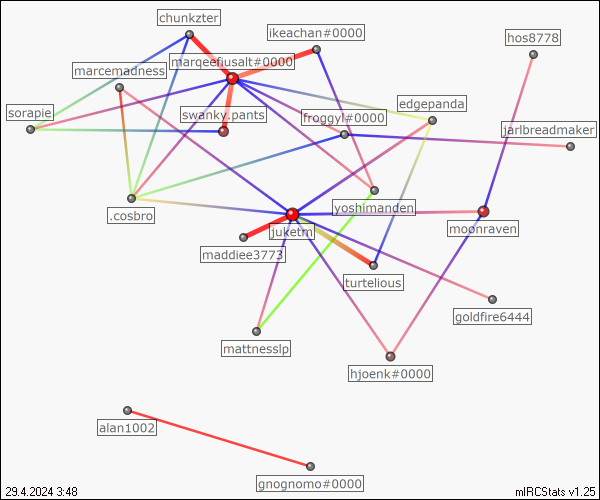 chunkzter
ikeachan#0000
hos8778
marcemadness
marqeefiusalt#0000
edgepanda
sorapie
swanky.pants
froggyl#0000
jarlbreadmaker
.cosbro
yoshimanden
juketm
moonraven
maddiee3773
turtelious
goldfire6444
mattnesslp
hjoenk#0000
alan1002
gnognomo#0000
29.4.2024 3:48
mIRCStats v1.25